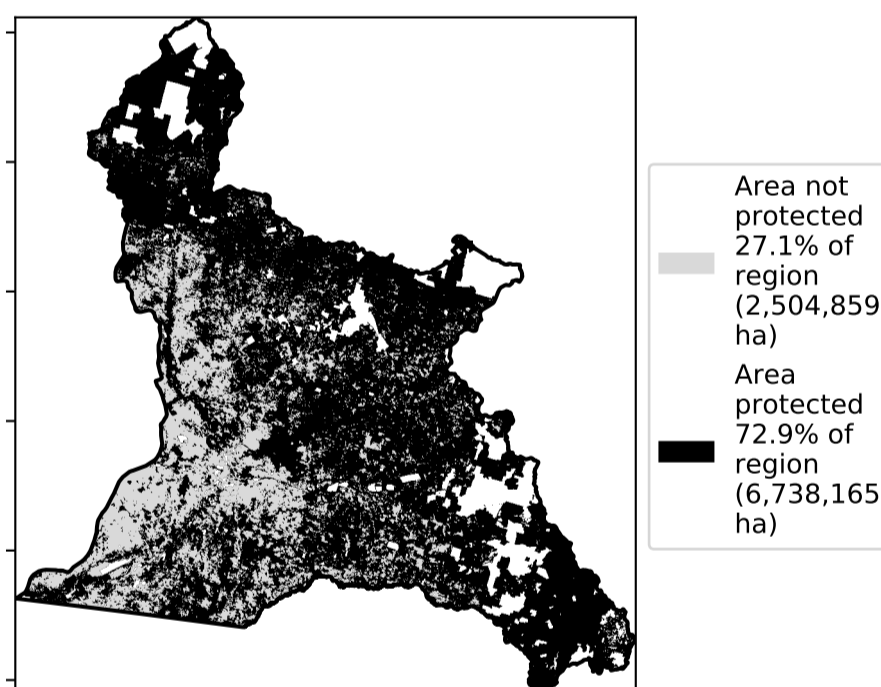 Area not
protected
27.1% of
region
(2,504,859
ha)
Area
protected
72.9% of
region
(6,738,165
ha)